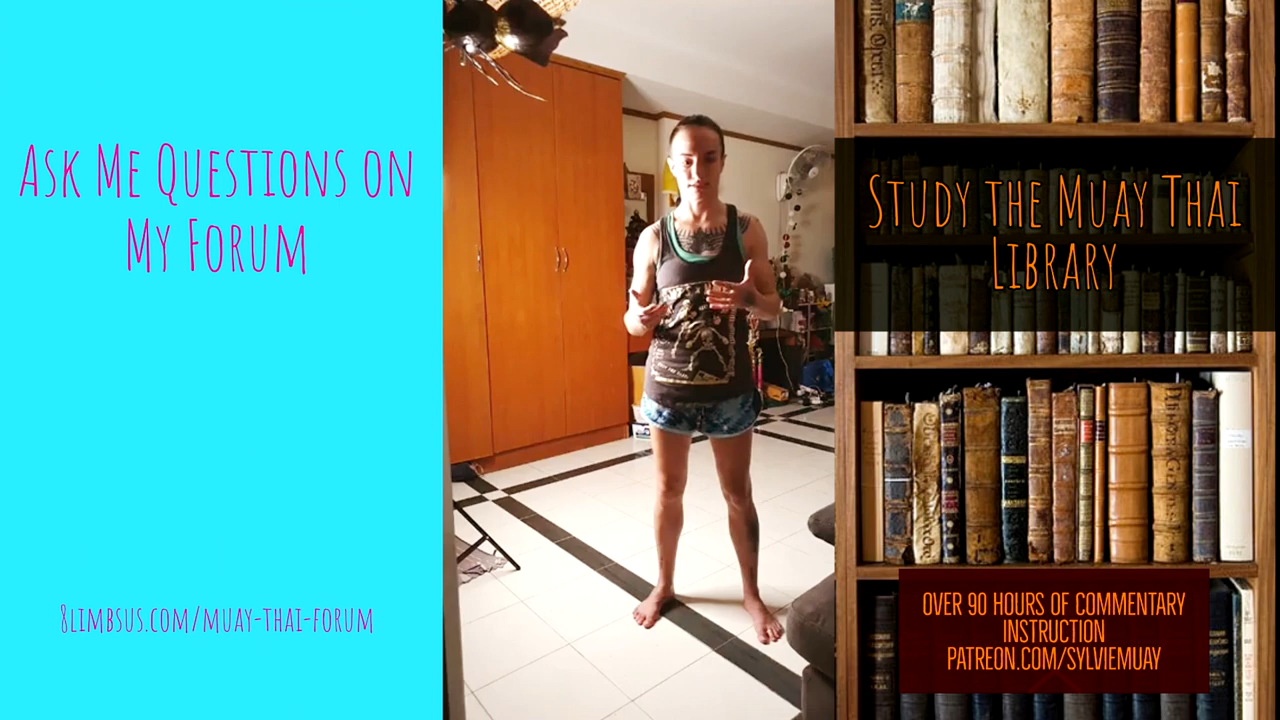 Ask Me Questions on
My Forum
8limbsus.com/muay-thai-forum
Study the Muay Thai
Library
OVER 90 HOURS OF COMMENTARY
INSTRUCTION
PATREON.COM/SYLVIEMUAY